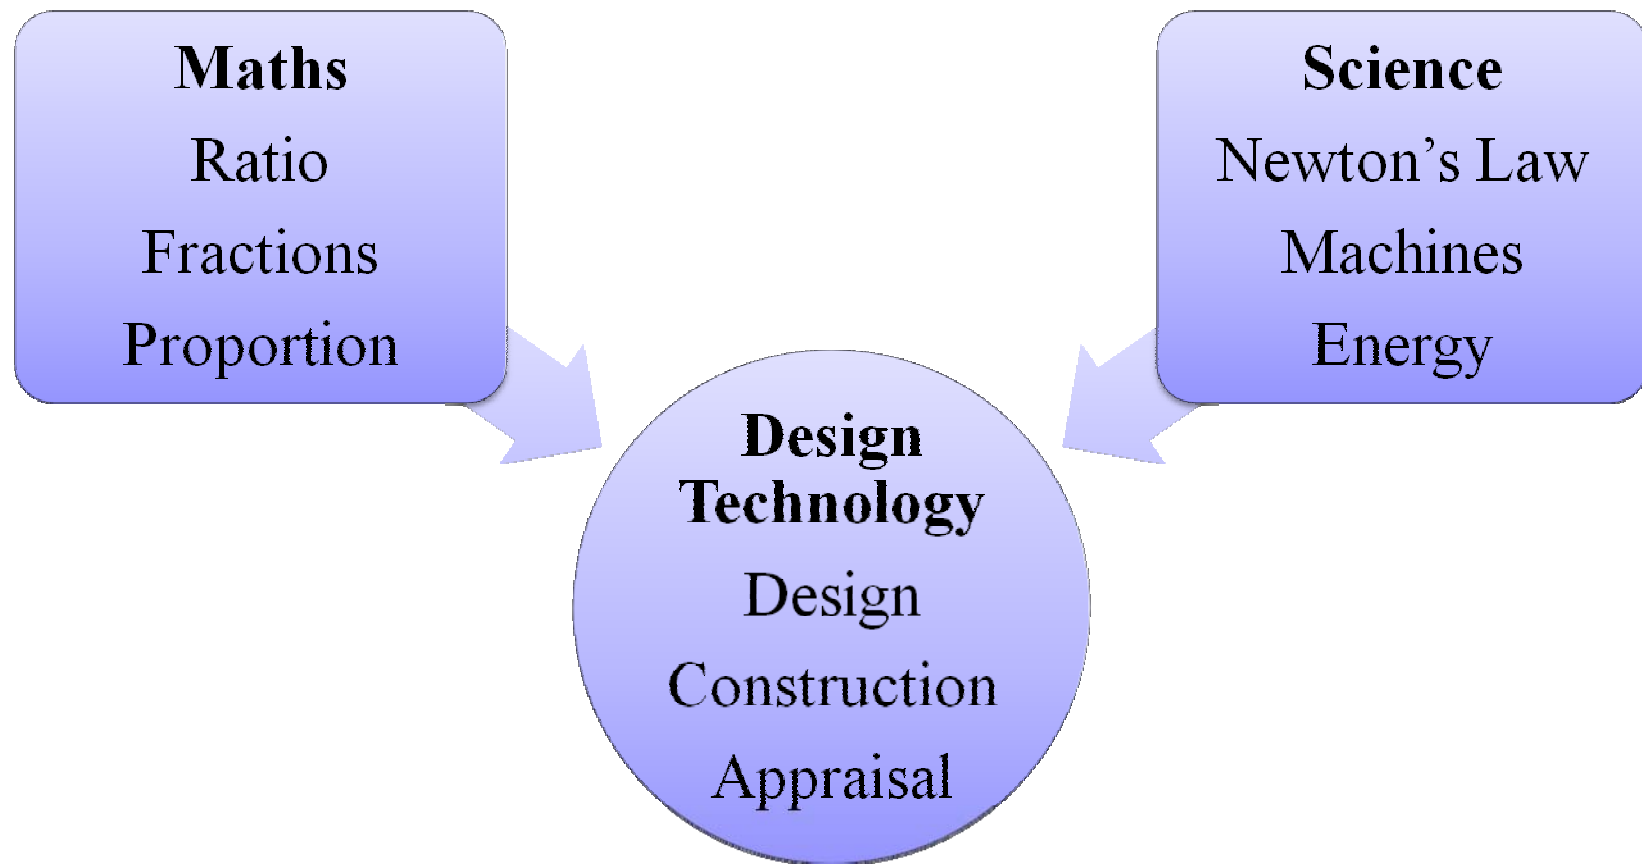 Maths
Ratio
Fractions
Proportion
Science
Newton’s Law
Machines
Energy
Design
Technology
Design
Construction
Appraisal